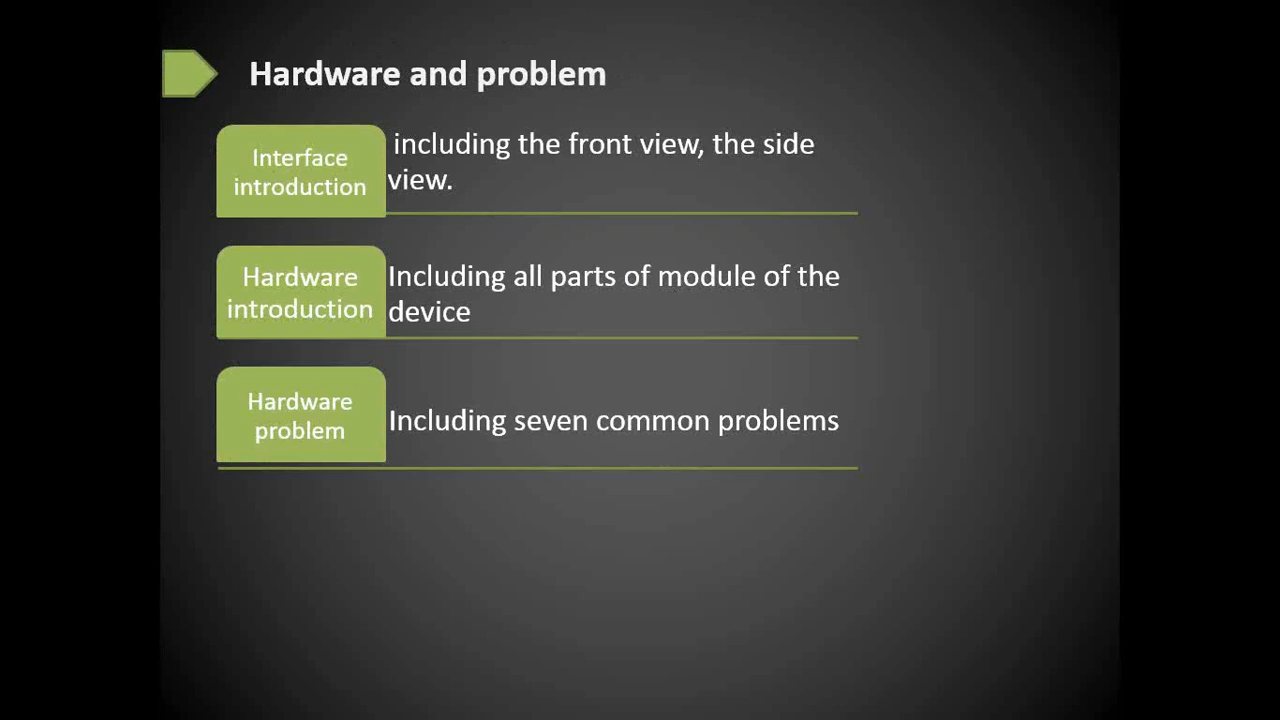 Hardware and problem
Interface
introduction
including the front view, the side
view.
Hardware
introduction
Including all parts of module of the
device
Hardware
problem
Including seven common problems